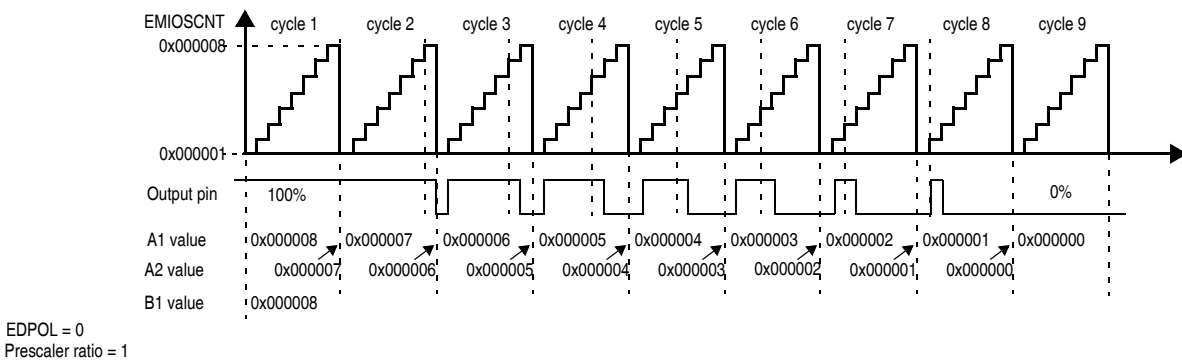 EMIOSCNT
cycle 1 cycle 2 cycle 3 cycle 4 cycle 5 cycle 6 cycle 7 cycle 8 cycle 9
0x000008
0x000001
Output pin 100% 0%
A1 value 0x000008 0x000007 0x000006 0x000005 0x000004 0x000003 0x000002 0x000001 0x000000
A2 value 0x000007 0x000006 0x000005 0x000004 0x000003 0x000002 0x000001 0x000000
B1 value 0x000008
EDPOL = 0
Prescaler ratio = 1